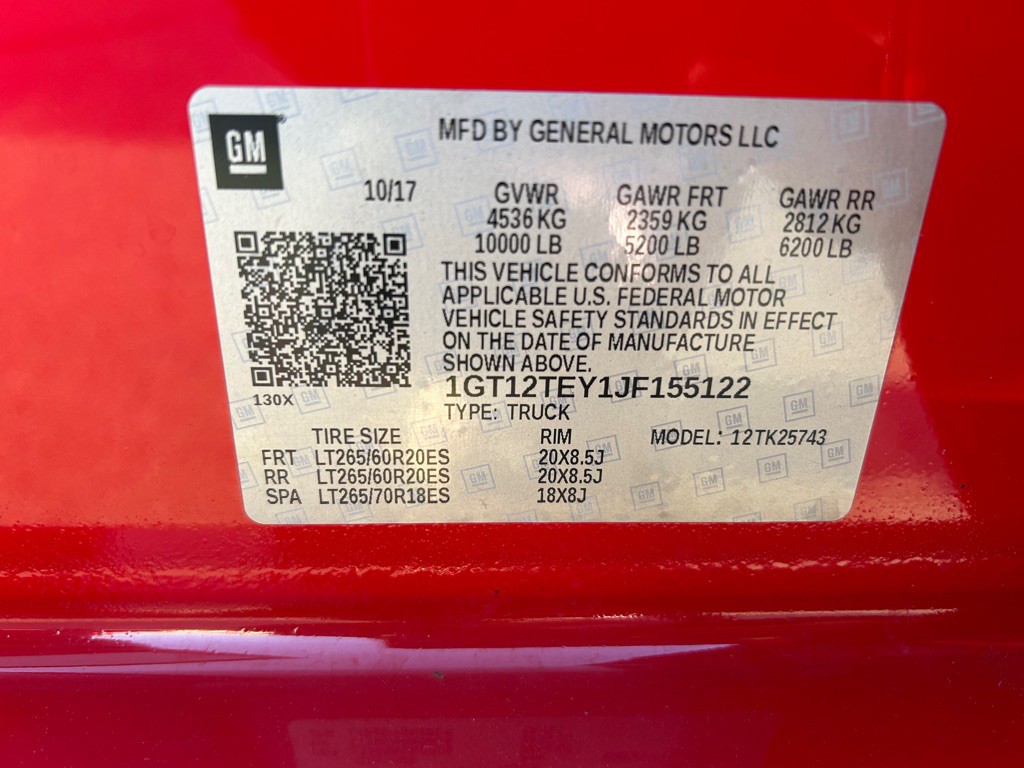 GM
MFD BY GENERAL MOTORS LLC
10/17 GVWR GAWR FRT GAWR RR
4536 KG 2359 KG 2812 KG
10000 LB 5200 LB 6200 LB
THIS VEHICLE CONFORMS TO ALL
APPLICABLE U.S. FEDERAL MOTOR
VEHICLE SAFETY STANDARDS IN EFFECT
ON THE DATE OF MANUFACTURE
SHOWN ABOVE.
130X
1GT12TEY1JF155122
TYPE: TRUCK
TIRE SIZE RIM MODEL: 12TK25743
FRT LT265/60R20ES 20X8.5J
RR LT265/60R20ES 20X8.5J
SPA LT265/70R18ES 18X8J